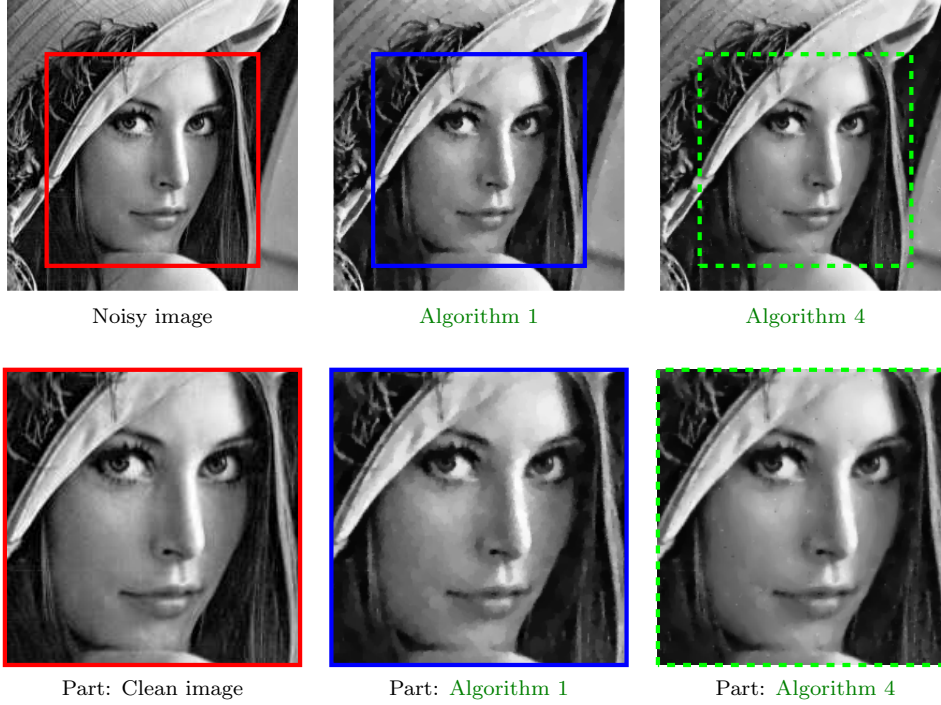 Noisy image
Algorithm 1
Algorithm 4
Part: Clean image
Part: Algorithm 1
Part: Algorithm 4